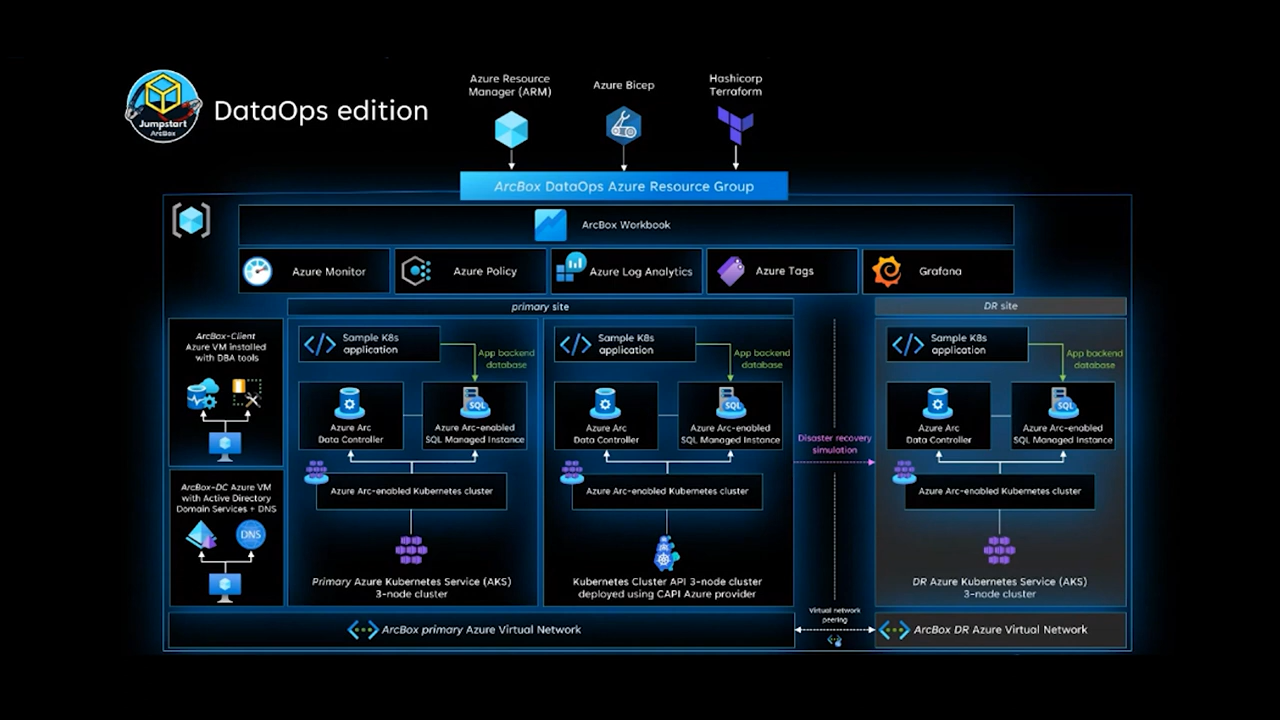 Jumpstart
ArcBox
DataOps edition
Azure Resource
Manager (ARM)
Azure Bicep
Hashicorp
Terraform
ArcBox DataOps Azure Resource Group
ArcBox Workbook
Azure Monitor
Azure Policy
Azure Log Analytics
Azure Tags
Grafana
primary site
DR site
ArcBox-Client
Azure VM installed
with DBA tools
ArcBox-DC Azure VM
with Active Directory
Domain Services + DNS
DNS
Sample K8s
application
App backend
database
Azure Arc
Data Controller
SQL
Azure Arc-enabled
SQL Managed Instance
Azure Arc-enabled Kubernetes cluster
Primary Azure Kubernetes Service (AKS)
3-node cluster
Sample K8s
application
App backend
database
Azure Arc
Data Controller
SQL
Azure Arc-enabled
SQL Managed Instance
Azure Arc-enabled Kubernetes cluster
Kubernetes Cluster API 3-node cluster
deployed using CAPI Azure provider
Disaster recovery
simulation
Sample K8s
application
App backend
database
Azure Arc
Data Controller
SQL
Azure Arc-enabled
SQL Managed Instance
Azure Arc-enabled Kubernetes cluster
DR Azure Kubernetes Service (AKS)
3-node cluster
ArcBox primary Azure Virtual Network
Virtual network
peering
ArcBox DR Azure Virtual Network